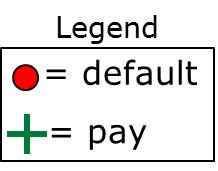 Legend
= default
= pay